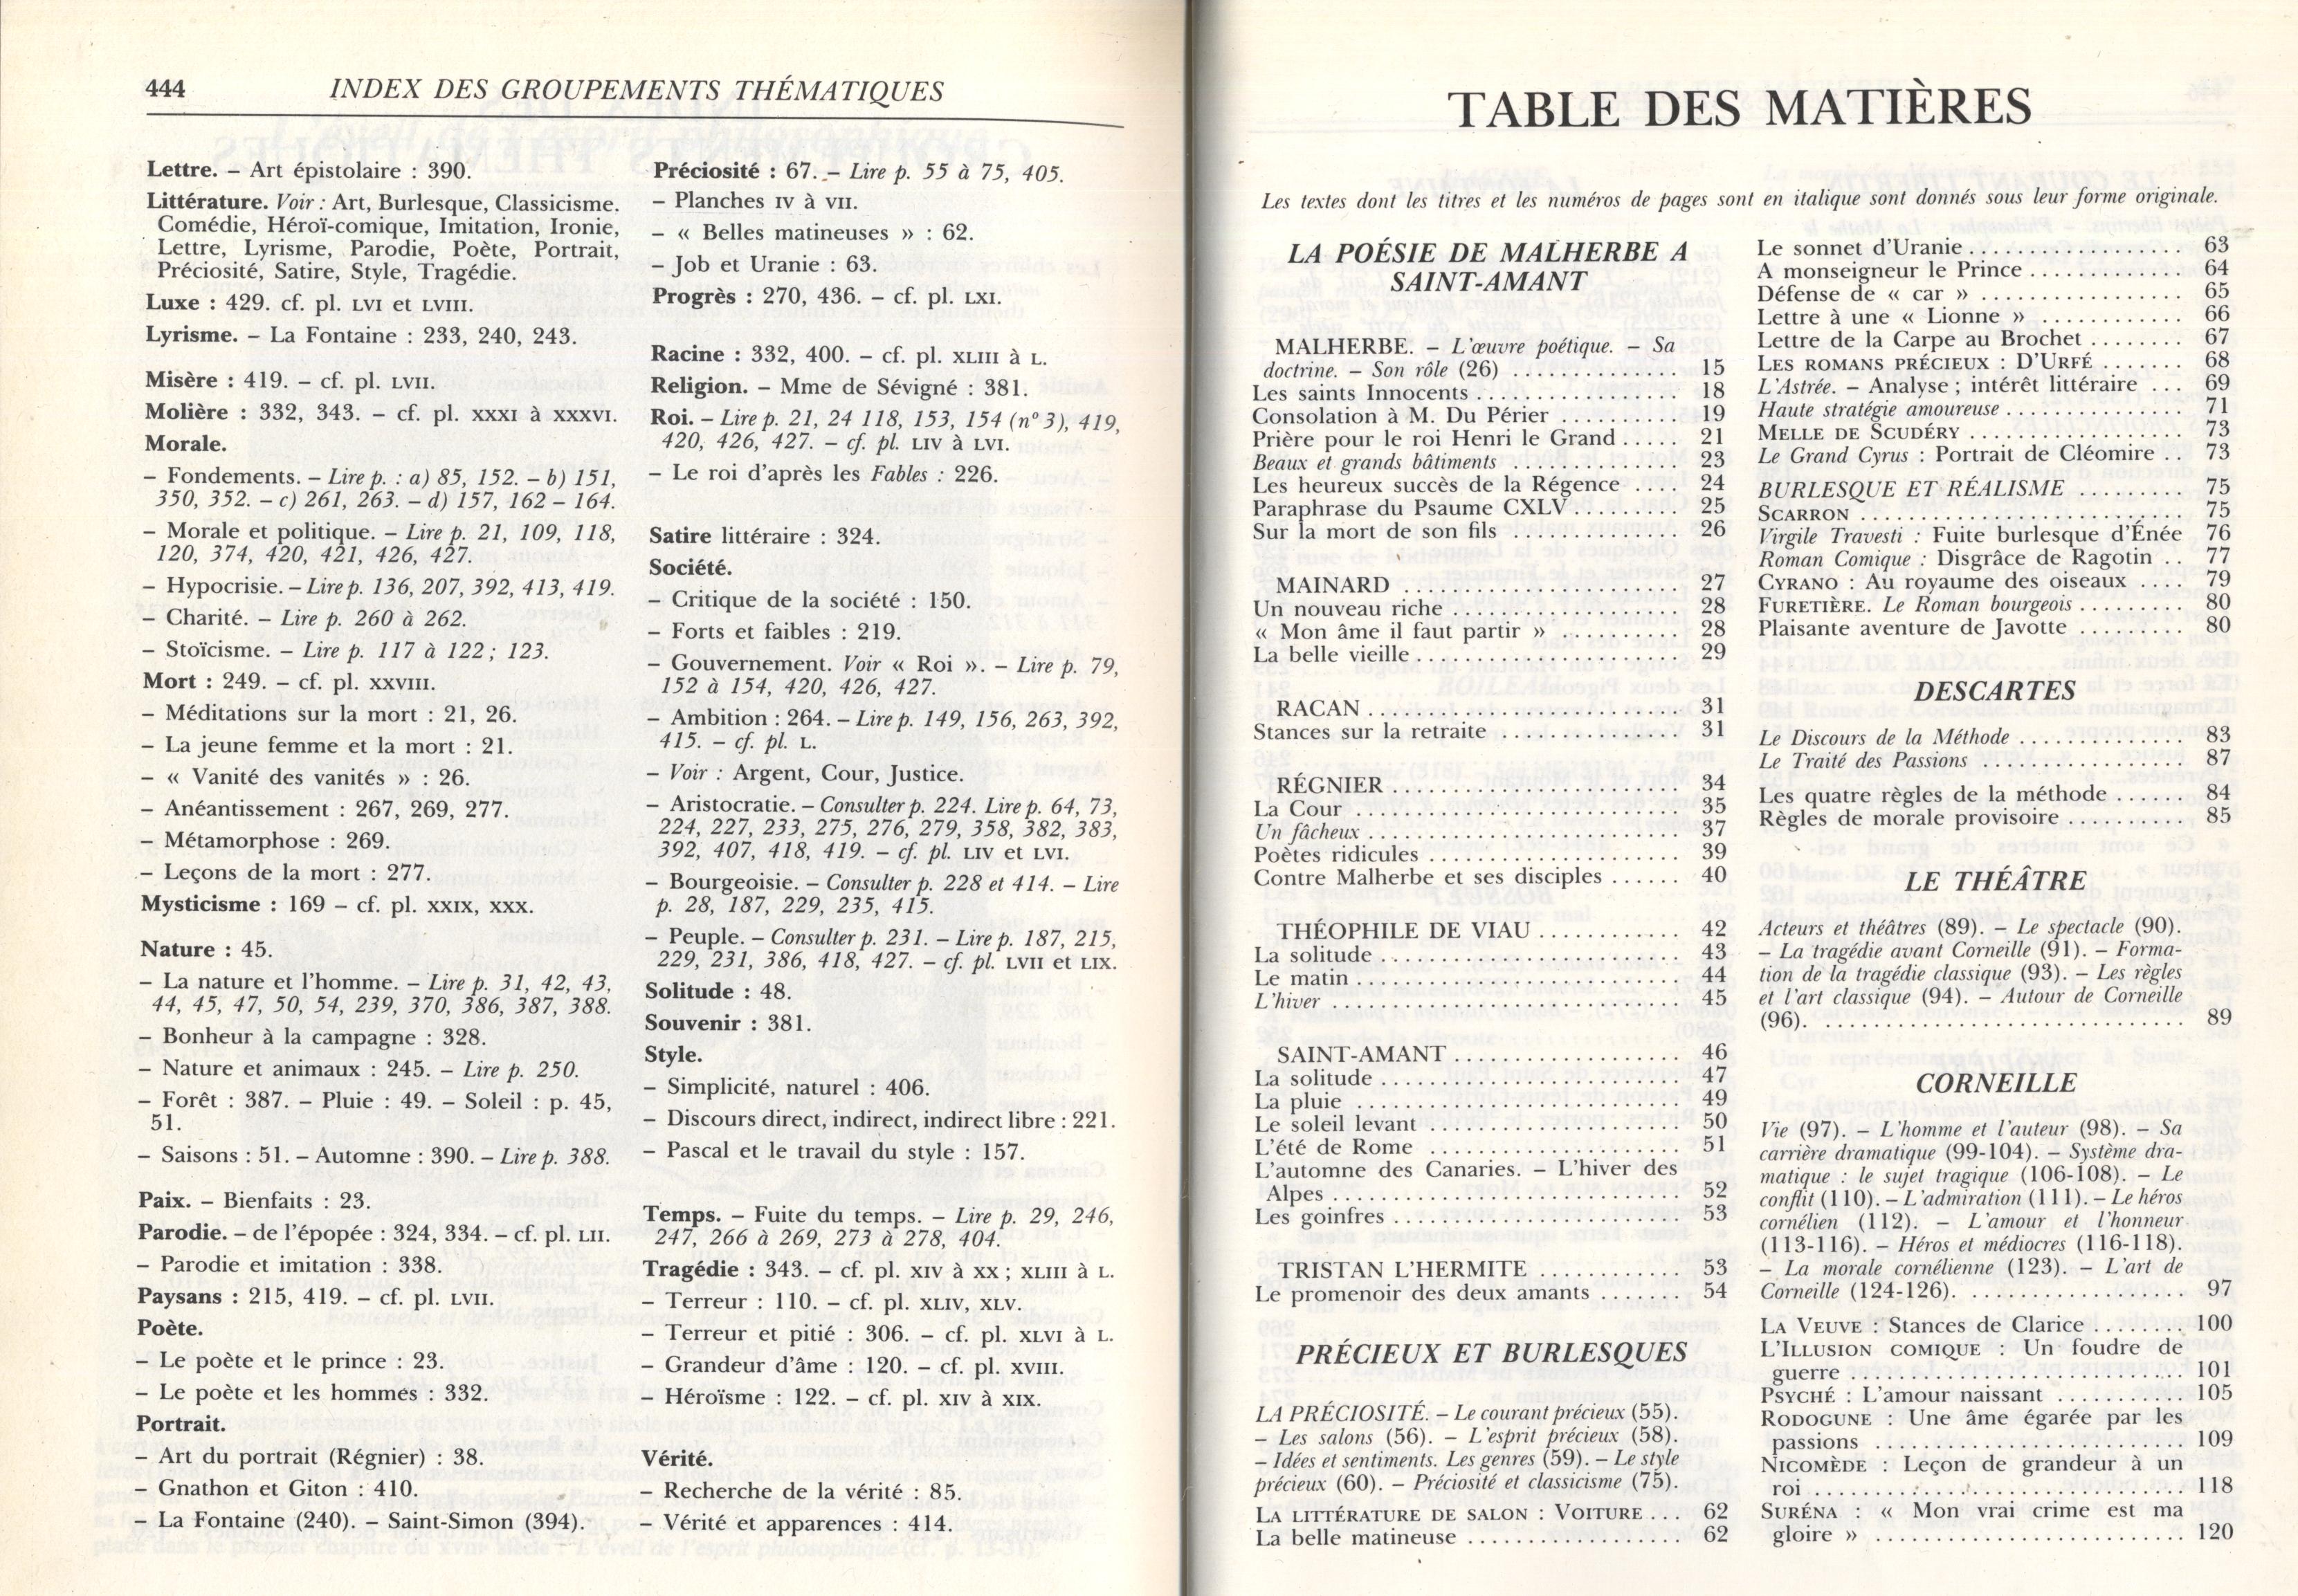 444
INDEX DES GROUPEMENTS THÉMATIQUES
Lettre. – Art épistolaire : 390.
Littérature. Voir : Art, Burlesque, Classicisme.
Comédie, Héroï-comique, Imitation, Ironie,
Lettre, Lyrisme, Parodie, Poète, Portrait,
Préciosité, Satire, Style, Tragédie.
Luxe : 429. cf. pl. LVI et LVIII.
Lyrisme. – La Fontaine : 233, 240, 243.
Misère : 419. – cf. pl. LVII.
Molière : 332, 343. – cf. pl. XXXI à XXXVI.
Morale.
– Fondements. – Lire p. : a) 85, 152. – b) 151,
350, 352. – c) 261, 263. – d) 157, 162 – 164.
– Morale et politique. – Lire p. 21, 109, 118,
120, 374, 420, 421, 426, 427.
– Hypocrisie. – Lire p. 136, 207, 392, 413, 419.
– Charité. – Lire p. 260 à 262.
– Stoïcisme. – Lire p. 117 à 122 ; 123.
Mort : 249. – cf. pl. XXVIII.
– Méditations sur la mort : 21, 26.
– La jeune femme et la mort : 21.
– « Vanité des vanités » : 26.
– Anéantissement : 267, 269, 277.
– Métamorphose : 269.
– Leçons de la mort : 277.
Mysticisme : 169 – cf. pl. XXIX, XXX.
Nature : 45.
– La nature et l'homme. – Lire p. 31, 42, 43,
44, 45, 47, 50, 54, 239, 370, 386, 387, 388.
– Bonheur à la campagne : 328.
– Nature et animaux : 245. – Lire p. 250.
– Forêt : 387. – Pluie : 49. – Soleil : p. 45,
51.
– Saisons : 51. – Automne : 390. – Lire p. 388.
Paix. – Bienfaits : 23.
Parodie. – de l'épopée : 324, 334. – cf. pl. LII.
– Parodie et imitation : 338.
Paysans : 215, 419. – cf. pl. LVII.
Poète.
– Le poète et le prince : 23.
– Le poète et les hommes : 332.
Portrait.
– Art du portrait (Régnier) : 38.
– Gnathon et Giton : 410.
– La Fontaine (240). – Saint-Simon (394).
Préciosité : 67. – Lire p. 55 à 75, 405.
– Planches IV à VII.
– « Belles matineuses » : 62.
– Job et Uranie : 63.
Progrès : 270, 436. – cf. pl. LXI.
Racine : 332, 400. – cf. pl. XLIII à L.
Religion. – Mme de Sévigné : 381.
Roi. – Lire p. 21, 24 118, 153, 154 (n° 3), 419,
420, 426, 427. – cf. pl. LIV à LVI.
– Le roi d'après les Fables : 226.
Satire littéraire : 324.
Société.
– Critique de la société : 150.
– Forts et faibles : 219.
– Gouvernement. Voir « Roi ». – Lire p. 79,
152 à 154, 420, 426, 427.
– Ambition : 264. – Lire p. 149, 156, 263, 392,
415. – cf. pl. L.
– Voir : Argent, Cour, Justice.
– Aristocratie. – Consulter p. 224. Lire p. 64, 73,
224, 227, 233, 275, 276, 279, 358, 382, 383,
392, 407, 418, 419. – cf. pl. LIV et LVI.
– Bourgeoisie. – Consulter p. 228 et 414. – Lire
p. 28, 187, 229, 235, 415.
– Peuple. – Consulter p. 231. – Lire p. 187, 215,
229, 231, 386, 418, 427. – cf. pl. LVII et LIX.
Solitude : 48.
Souvenir : 381.
Style.
– Simplicité, naturel : 406.
– Discours direct, indirect, indirect libre : 221.
– Pascal et le travail du style : 157.
Temps. – Fuite du temps. – Lire p. 29, 246,
247, 266 à 269, 273 à 278, 404.
Tragédie : 343. – cf. pl. XIV à XX ; XLIII à L.
– Terreur : 110. – cf. pl. XLIV, XLV.
– Terreur et pitié : 306. – cf. pl. XLVI à L.
– Grandeur d'âme : 120. – cf. pl. XVIII.
– Héroïsme : 122. – cf. pl. XIV à XIX.
Vérité.
– Recherche de la vérité : 85.
– Vérité et apparences : 414.
TABLE DES MATIÈRES
Les textes dont les titres et les numéros de pages sont en italique sont donnés sous leur forme originale.
LA POÉSIE DE MALHERBE A
SAINT-AMANT
MALHERBE. – L'œuvre poétique. – Sa
doctrine. – Son rôle (26) ............ 15
Les saints Innocents ................ 18
Consolation à M. Du Périer .......... 19
Prière pour le roi Henri le Grand ..... 21
Beaux et grands bâtiments ............ 23
Les heureux succès de la Régence .... 24
Paraphrase du Psaume CXLV ......... 25
Sur la mort de son fils ............. 26
MAINARD ................... 27
Un nouveau riche ................ 28
« Mon âme il faut partir » .......... 28
La belle vieille .................. 29
RACAN ...................... 31
Stances sur la retraite ............ 31
RÉGNIER .................... 34
La Cour ........................ 35
Un fâcheux ...................... 37
Poètes ridicules ................. 39
Contre Malherbe et ses disciples ...... 40
THÉOPHILE DE VIAU ............ 42
La solitude ..................... 43
Le matin ....................... 44
L'hiver ........................ 45
SAINT-AMANT ................. 46
La solitude ..................... 47
La pluie ....................... 49
Le soleil levant .................. 50
L'été de Rome .................. 51
L'automne des Canaries. – L'hiver des
Alpes .......................... 52
Les goinfres .................... 53
TRISTAN L'HERMITE ............ 53
Le promenoir des deux amants ....... 54
PRÉCIEUX ET BURLESQUES
LA PRÉCIOSITÉ. – Le courant précieux (55).
– Les salons (56). – L'esprit précieux (58).
– Idées et sentiments. Les genres (59). – Le style
précieux (60). – Préciosité et classicisme (75).
LA LITTÉRATURE DE SALON : VOITURE ... 62
La belle matineuse .................. 62
Le sonnet d'Uranie .................. 63
A monseigneur le Prince ............. 64
Défense de « car » ................. 65
Lettre à une « Lionne » ............ 66
Lettre de la Carpe au Brochet ........ 67
LES ROMANS PRÉCIEUX : D'URFÉ ....... 68
L'Astrée. – Analyse ; intérêt littéraire ... 69
Haute stratégie amoureuse ............... 71
MELLE DE SCUDÉRY .................. 73
Le Grand Cyrus : Portrait de Cléomire .. 73
BURLESQUE ET RÉALISME ......... 75
SCARRON .......................... 75
Virgile Travesti : Fuite burlesque d'Énée 76
Roman Comique : Disgrâce de Ragotin .. 77
CYRANO : Au royaume des oiseaux .... 79
FURETIÈRE. Le Roman bourgeois ......... 80
Plaisante aventure de Javotte ......... 80
DESCARTES
Le Discours de la Méthode .............. 83
Le Traité des Passions ................. 87
Les quatre règles de la méthode ...... 84
Règles de morale provisoire .......... 85
LE THÉÂTRE
Acteurs et théâtres (89). – Le spectacle (90).
– La tragédie avant Corneille (91). – Forma-
tion de la tragédie classique (93). – Les règles
et l'art classique (94). – Autour de Corneille
(96). ............................... 89
CORNEILLE
Vie (97). – L'homme et l'auteur (98). – Sa
carrière dramatique (99-104). – Système dra-
matique : le sujet tragique (106-108). – Le
conflit (110). – L'admiration (111). – Le héros
cornélien (112). – L'amour et l'honneur
(113-116). – Héros et médiocres (116-118).
– La morale cornélienne (123). – L'art de
Corneille (124-126). .................. 97
LA VEUVE : Stances de Clarice ........ 100
L'ILLUSION COMIQUE : Un foudre de
guerre ............................ 101
PSYCHÉ : L'amour naissant ........... 105
RODOGUNE : Une âme égarée par les
passions .......................... 109
NICOMÈDE : Leçon de grandeur à un
roi ............................... 118
SURÉNA : « Mon vrai crime est ma
gloire » .......................... 120